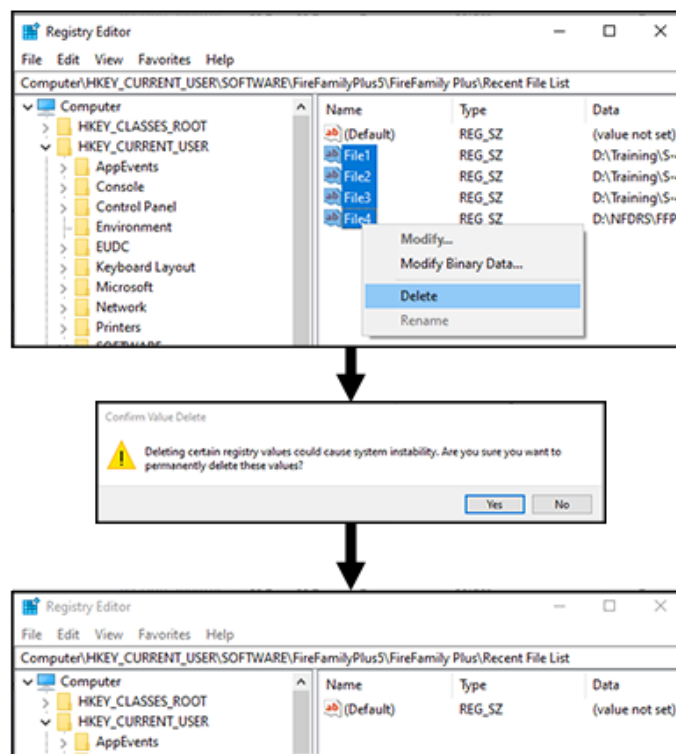 Registry Editor
File Edit View Favorites Help
Computer\HKEY_CURRENT_USER\SOFTWARE\FireFamilyPlus5\FireFamily Plus\Recent File List
Computer
HKEY_CLASSES_ROOT
HKEY_CURRENT_USER
AppEvents
Console
Control Panel
Environment
EUDC
Keyboard Layout
Microsoft
Network
Printers
SOFTWARE
Name Type Data
(Default) REG_SZ (value not set)
File1 REG_SZ D:\Training\S-
File2 REG_SZ D:\Training\S-
File3 REG_SZ D:\Training\S-
File4 REG_SZ D:\NFDRS\FFP
Modify...
Modify Binary Data...
Delete
Rename
Confirm Value Delete
Deleting certain registry values could cause system instability. Are you sure you want to
permanently delete these values?
Yes No
Registry Editor
File Edit View Favorites Help
Computer\HKEY_CURRENT_USER\SOFTWARE\FireFamilyPlus5\FireFamily Plus\Recent File List
Computer
HKEY_CLASSES_ROOT
HKEY_CURRENT_USER
AppEvents
Name Type Data
(Default) REG_SZ (value not set)